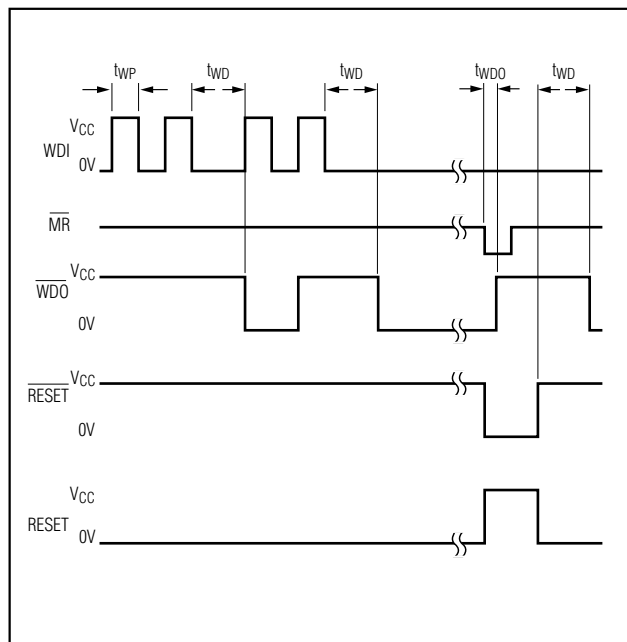 tWP tWD tWD tWDO tWD
VCC
WDI
0V
MR
VCC
WDO
0V
VCC
RESET
0V
VCC
RESET
0V